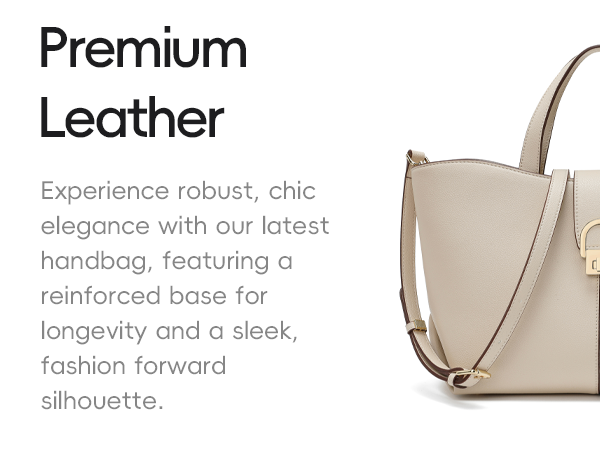 Premium
Leather
Experience robust, chic
elegance with our latest
handbag, featuring a
reinforced base for
longevity and a sleek,
fashion forward
silhouette.